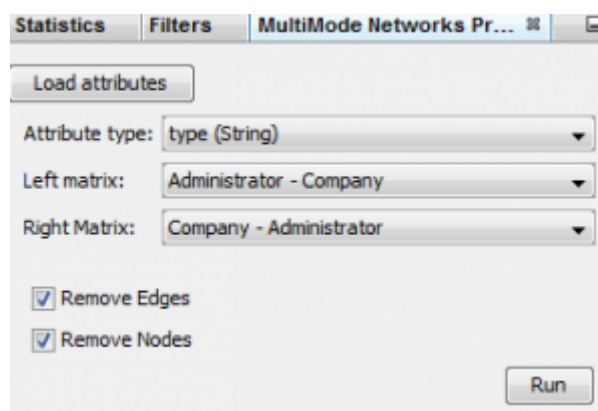 Statistics Filters MultiMode Networks Pr...
Load attributes
Attribute type: type (String)
Left matrix: Administrator - Company
Right Matrix: Company - Administrator
Remove Edges
Remove Nodes
Run